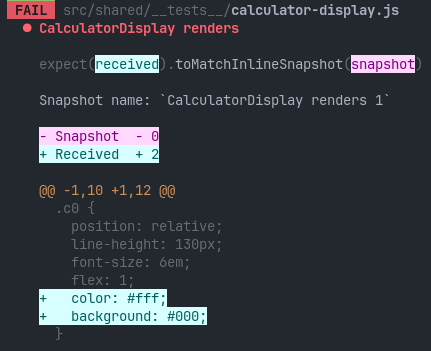 FAIL src/shared/__tests__/calculator-display.js
● CalculatorDisplay renders
expect(received).toMatchInlineSnapshot(snapshot)
Snapshot name: `CalculatorDisplay renders 1`
- Snapshot - 0
+ Received + 2
@@ -1,10 +1,12 @@
.c0 {
position: relative;
line-height: 130px;
font-size: 6em;
flex: 1;
+ color: #fff;
+ background: #000;
}